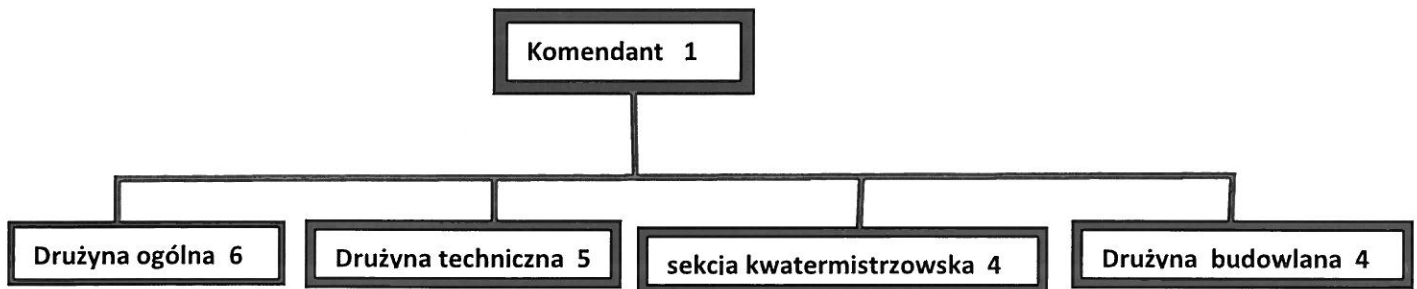 Komendant 1
Drużyna ogólna 6
Drużyna techniczna 5
sekcja kwatermistrzowska 4
Drużyna budowlana 4